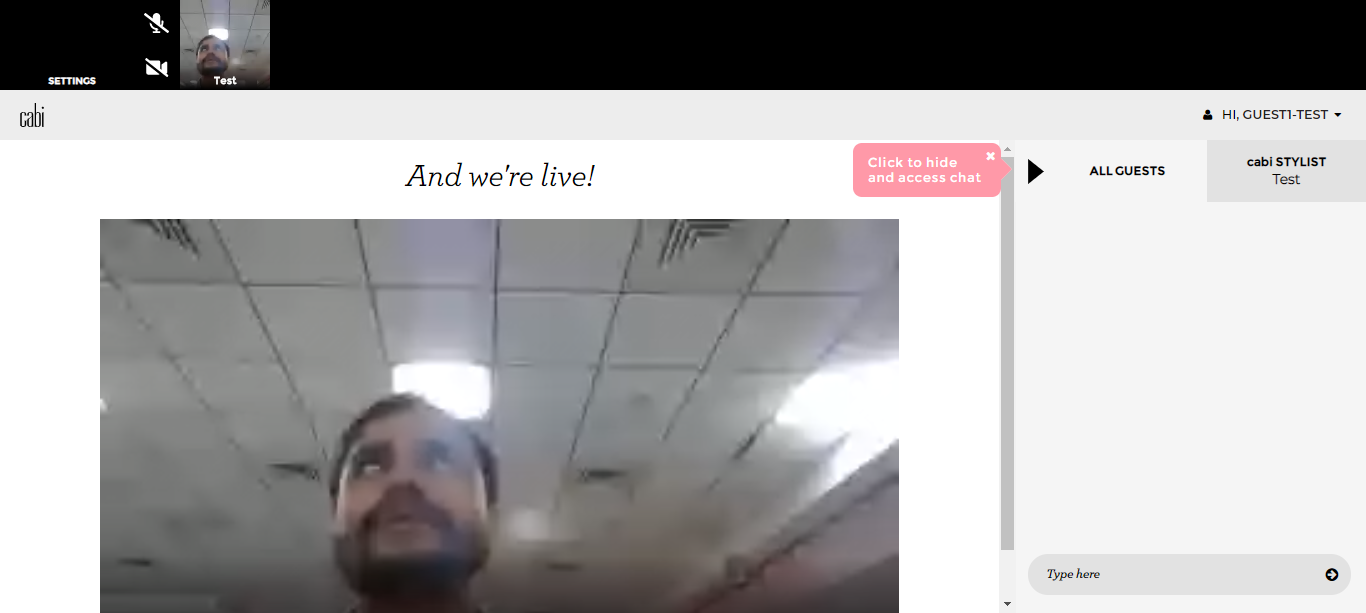 SETTINGS
Test
cabi
HI, GUEST1-TEST
And we're live!
Click to hide
and access chat
ALL GUESTS
cabi STYLIST
Test
Type here